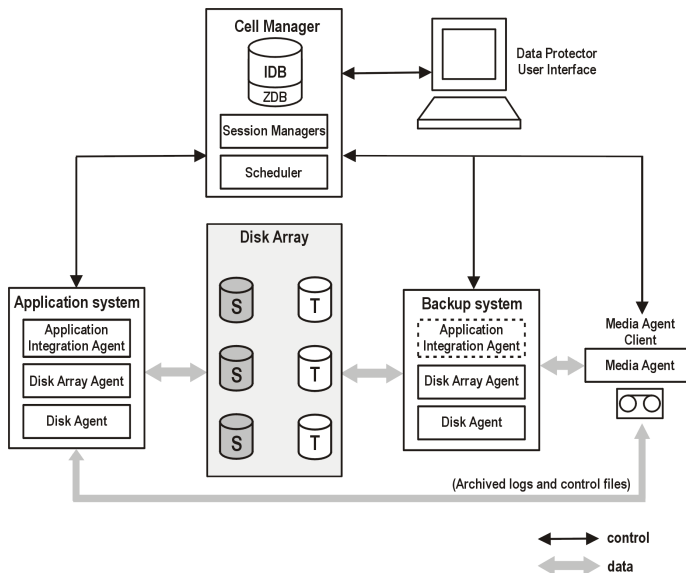 Cell Manager
IDB
ZDB
Session Managers
Scheduler
Data Protector
User Interface
Disk Array
S
T
S
T
S
T
Application system
Application
Integration Agent
Disk Array Agent
Disk Agent
Backup system
Application
Integration Agent
Disk Array Agent
Disk Agent
Media Agent
Client
Media Agent
(Archived logs and control files)
control
data